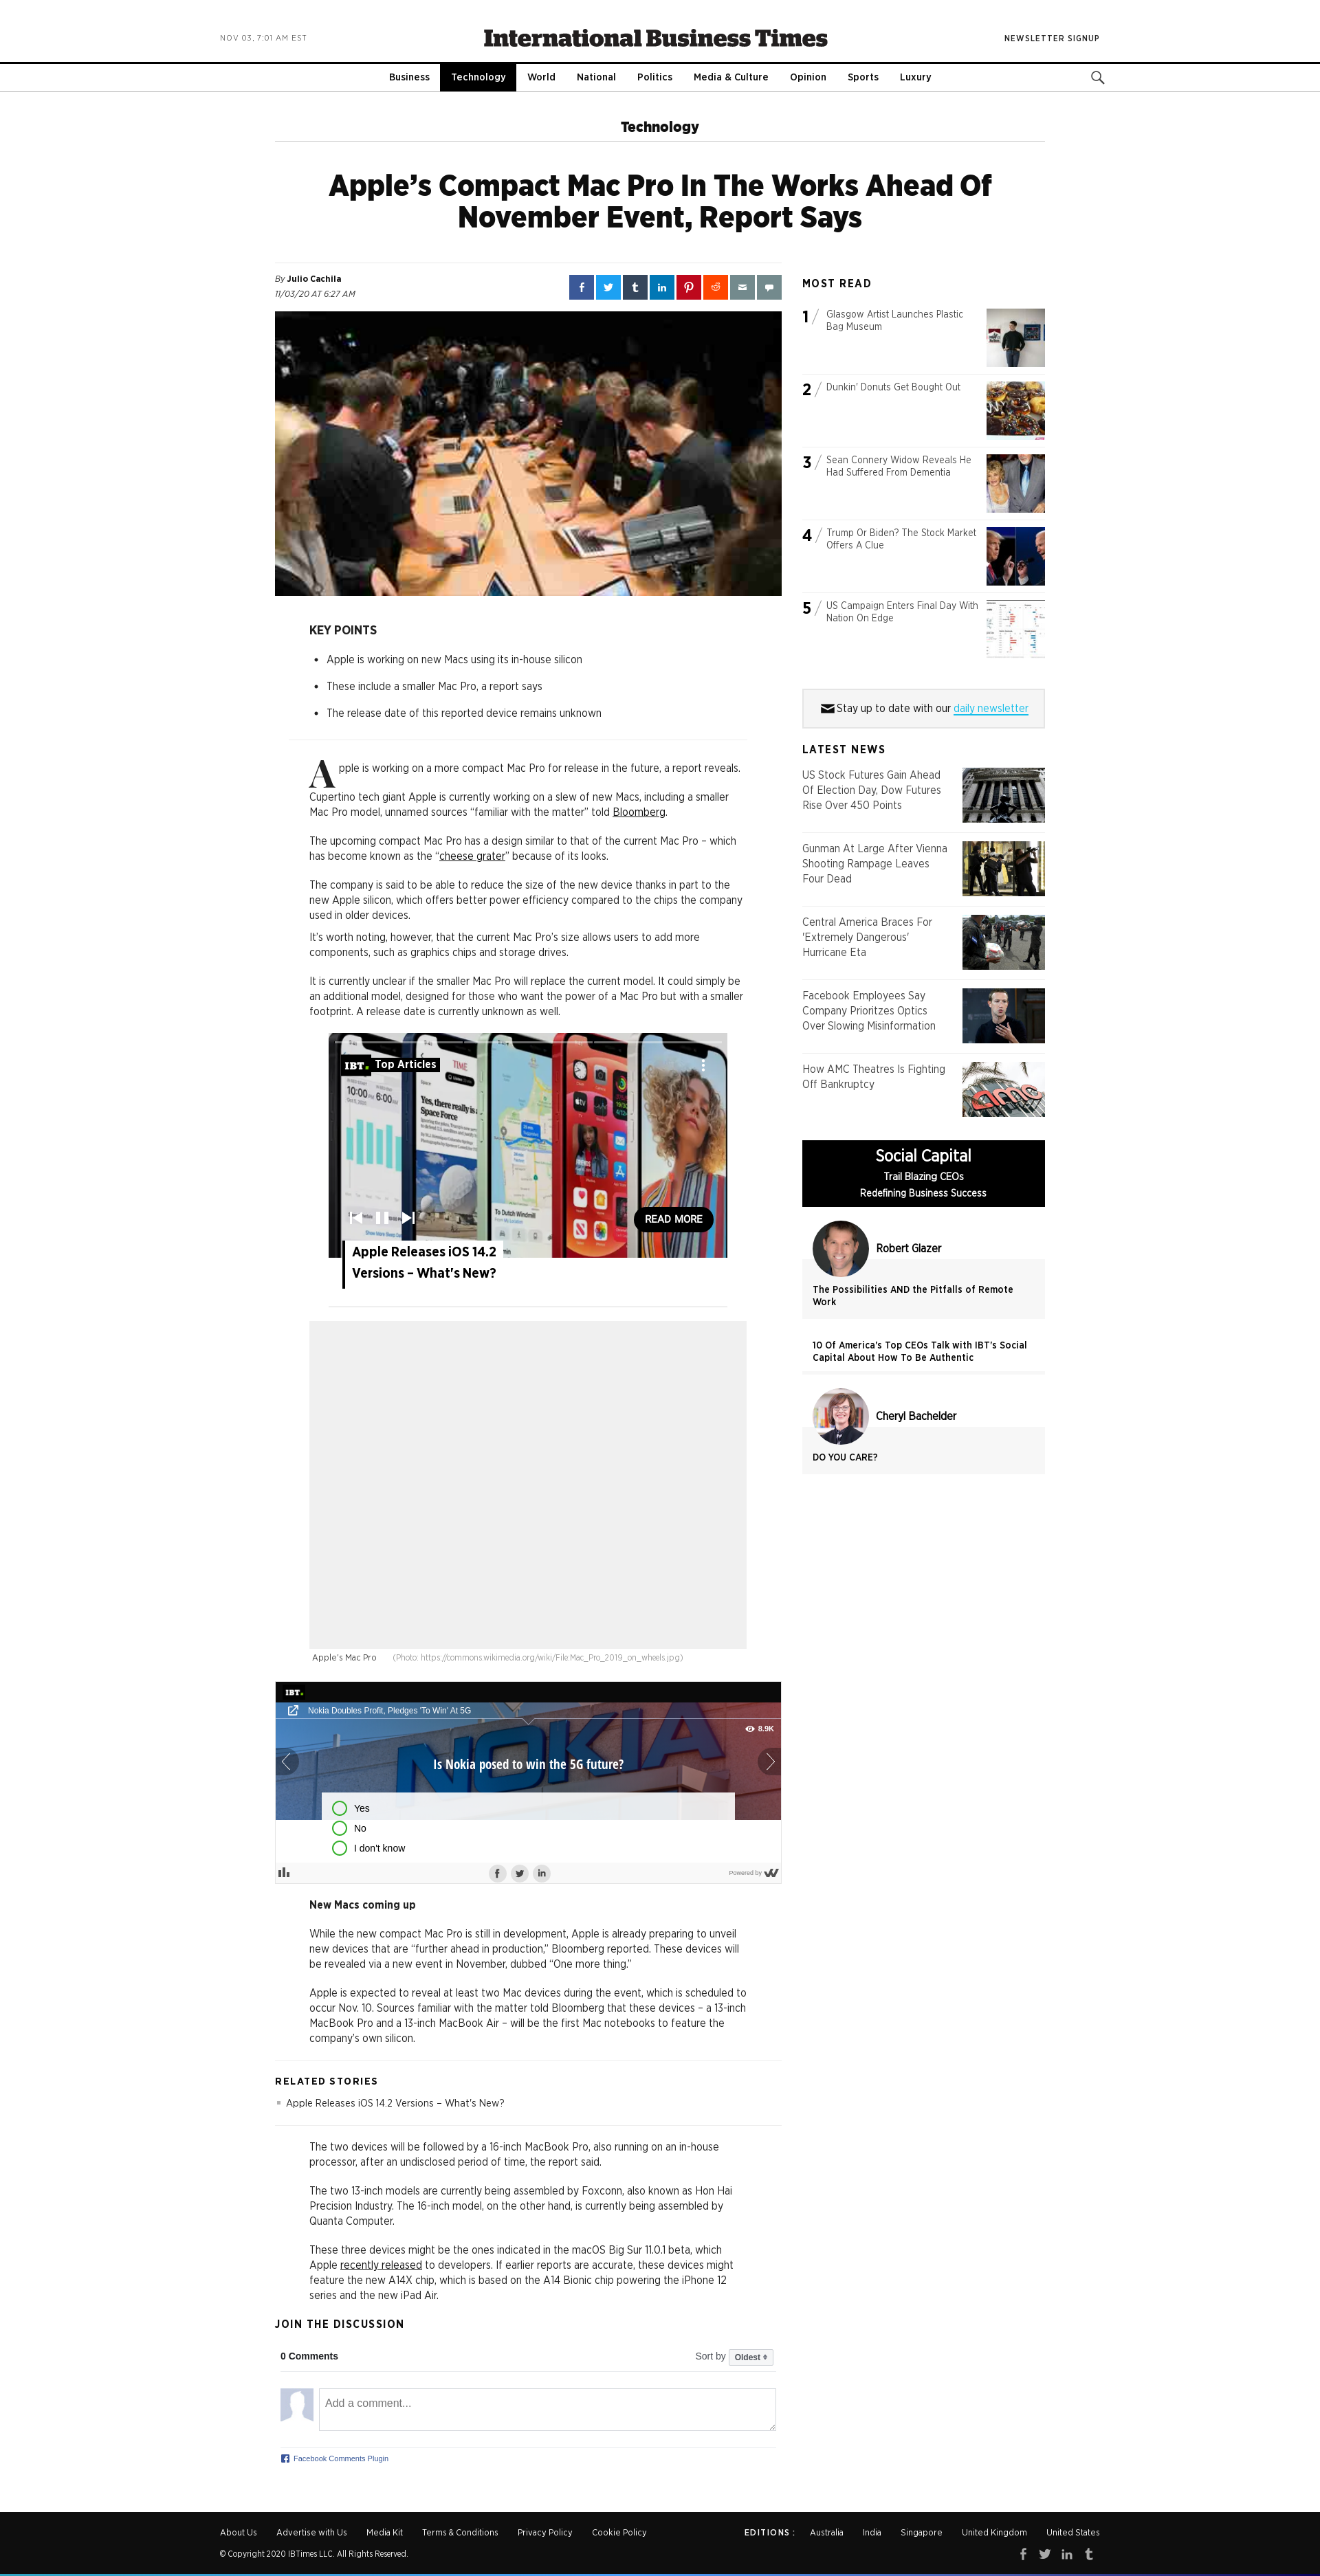 NOV 03, 7:01 AM EST
International Business Times
NEWSLETTER SIGNUP
Business Technology World National Politics Media & Culture Opinion Sports Luxury
Technology
Apple’s Compact Mac Pro In The Works Ahead Of
November Event, Report Says
By Julio Cachila
11/03/20 AT 6:27 AM
KEY POINTS
Apple is working on new Macs using its in-house silicon
These include a smaller Mac Pro, a report says
The release date of this reported device remains unknown
Apple is working on a more compact Mac Pro for release in the future, a report reveals.
Cupertino tech giant Apple is currently working on a slew of new Macs, including a smaller
Mac Pro model, unnamed sources “familiar with the matter” told Bloomberg.
The upcoming compact Mac Pro has a design similar to that of the current Mac Pro – which
has become known as the “cheese grater” because of its looks.
The company is said to be able to reduce the size of the new device thanks in part to the
new Apple silicon, which offers better power efficiency compared to the chips the company
used in older devices.
It’s worth noting, however, that the current Mac Pro’s size allows users to add more
components, such as graphics chips and storage drives.
It is currently unclear if the smaller Mac Pro will replace the current model. It could simply be
an additional model, designed for those who want the power of a Mac Pro but with a smaller
footprint. A release date is currently unknown as well.
IBT Top Articles
TIME
10:00 6:00
Yes, there really is a
Space Force
To Dutch Windmill
READ MORE
Apple Releases iOS 14.2
Versions – What's New?
Apple's Mac Pro (Photo: https://commons.wikimedia.org/wiki/File:Mac_Pro_2019_on_wheels.jpg)
IBT
Nokia Doubles Profit, Pledges 'To Win' At 5G
8.9K
NOKIA
Is Nokia posed to win the 5G future?
Yes
No
I don't know
Powered by
New Macs coming up
While the new compact Mac Pro is still in development, Apple is already preparing to unveil
new devices that are “further ahead in production,” Bloomberg reported. These devices will
be revealed via a new event in November, dubbed “One more thing.”
Apple is expected to reveal at least two Mac devices during the event, which is scheduled to
occur Nov. 10. Sources familiar with the matter told Bloomberg that these devices – a 13-inch
MacBook Pro and a 13-inch MacBook Air – will be the first Mac notebooks to feature the
company’s own silicon.
RELATED STORIES
Apple Releases iOS 14.2 Versions – What's New?
The two devices will be followed by a 16-inch MacBook Pro, also running on an in-house
processor, after an undisclosed period of time, the report said.
The two 13-inch models are currently being assembled by Foxconn, also known as Hon Hai
Precision Industry. The 16-inch model, on the other hand, is currently being assembled by
Quanta Computer.
These three devices might be the ones indicated in the macOS Big Sur 11.0.1 beta, which
Apple recently released to developers. If earlier reports are accurate, these devices might
feature the new A14X chip, which is based on the A14 Bionic chip powering the iPhone 12
series and the new iPad Air.
JOIN THE DISCUSSION
0 Comments
Sort by Oldest
Add a comment...
Facebook Comments Plugin
MOST READ
1 Glasgow Artist Launches Plastic
Bag Museum
2 Dunkin' Donuts Get Bought Out
3 Sean Connery Widow Reveals He
Had Suffered From Dementia
4 Trump Or Biden? The Stock Market
Offers A Clue
5 US Campaign Enters Final Day With
Nation On Edge
Stay up to date with our daily newsletter
LATEST NEWS
US Stock Futures Gain Ahead
Of Election Day, Dow Futures
Rise Over 450 Points
Gunman At Large After Vienna
Shooting Rampage Leaves
Four Dead
Central America Braces For
'Extremely Dangerous'
Hurricane Eta
Facebook Employees Say
Company Prioritzes Optics
Over Slowing Misinformation
How AMC Theatres Is Fighting
Off Bankruptcy
amc
Social Capital
Trail Blazing CEOs
Redefining Business Success
Robert Glazer
The Possibilities AND the Pitfalls of Remote
Work
10 Of America's Top CEOs Talk with IBT's Social
Capital About How To Be Authentic
Cheryl Bachelder
DO YOU CARE?
About Us Advertise with Us Media Kit Terms & Conditions Privacy Policy Cookie Policy
EDITIONS : Australia India Singapore United Kingdom United States
© Copyright 2020 IBTimes LLC. All Rights Reserved.